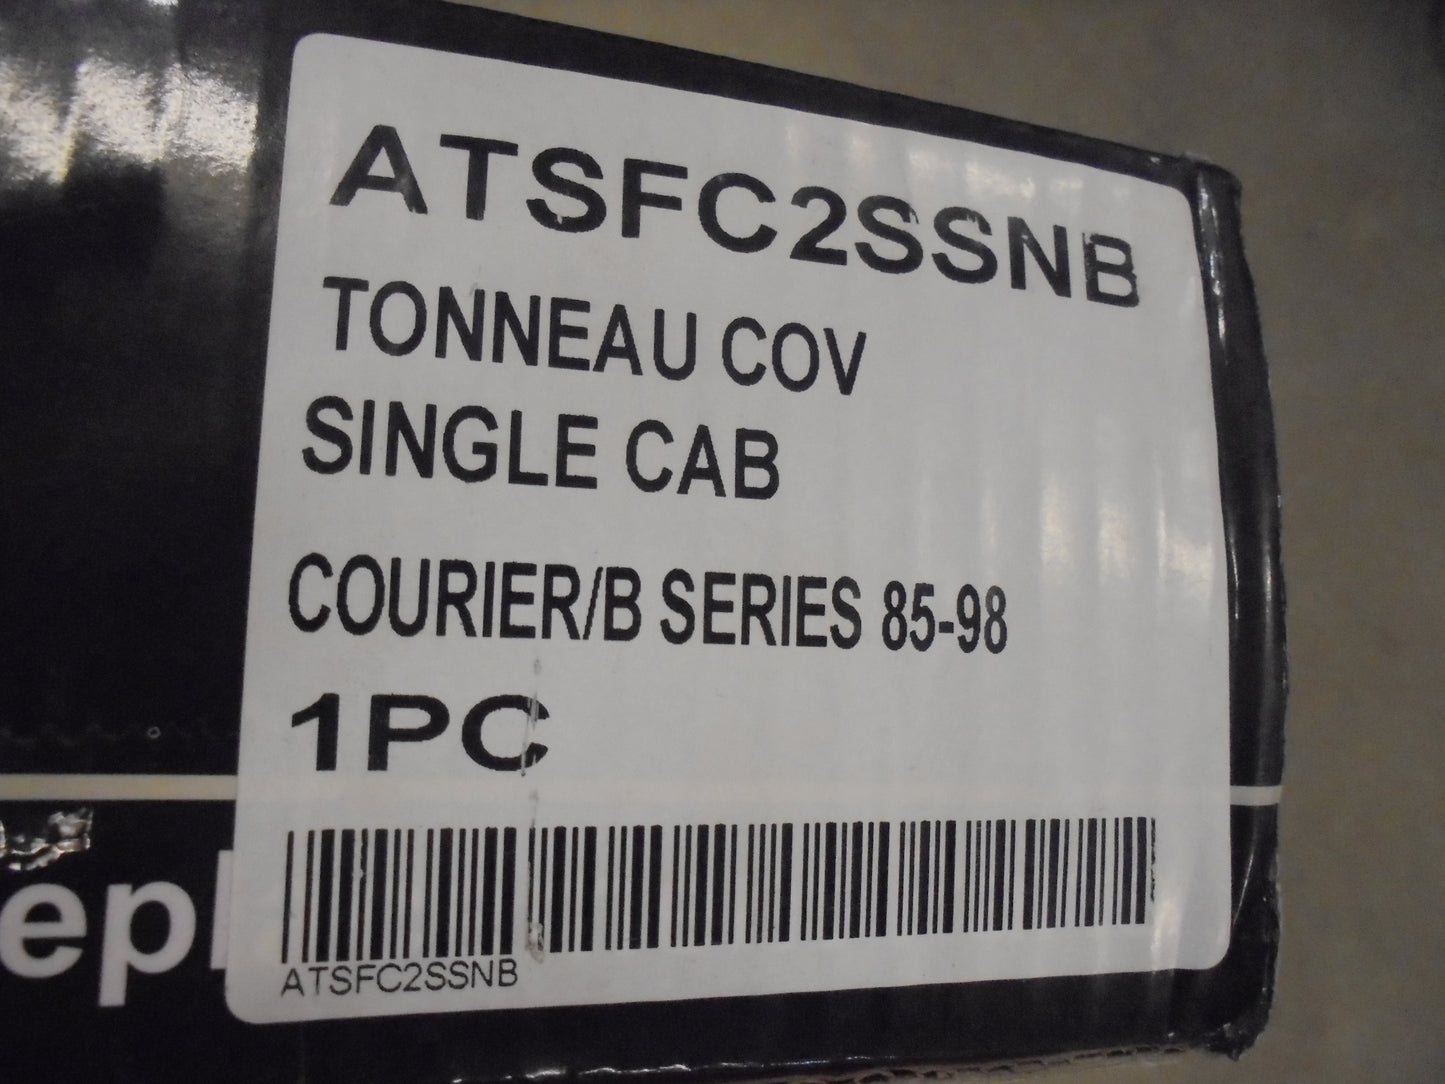 ATSFC2SSNB
TONNEAU COV
SINGLE CAB
COURIER/B SERIES 85-98
1PC
ATSFC2SSNB